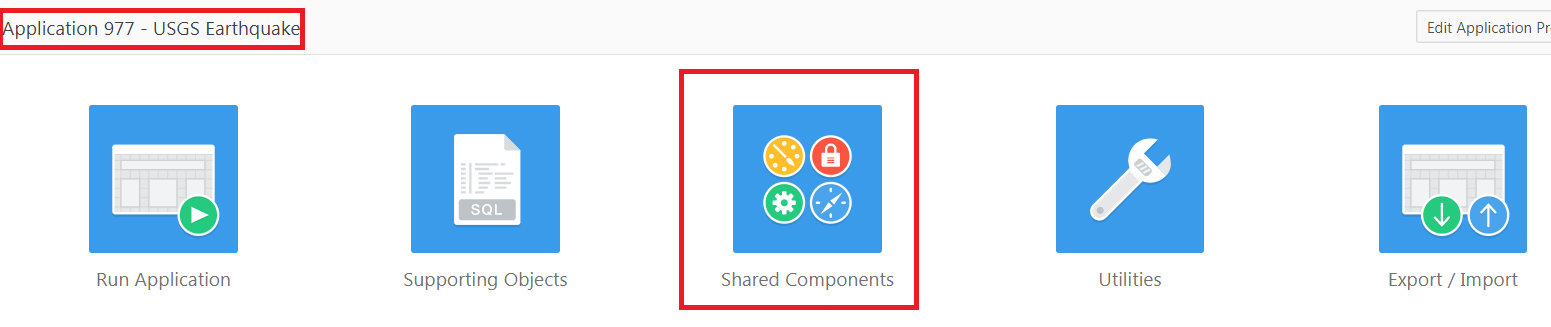 Application 977 - USGS Earthquake
Edit Application Pr
SQL
Run Application
Supporting Objects
Shared Components
Utilities
Export / Import